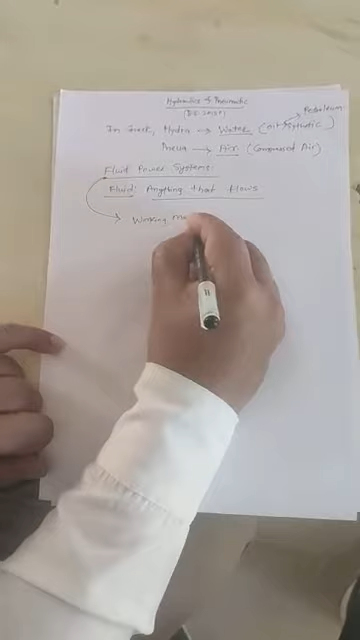 Hydraulics & Pneumatic
In Greek, Hydra → Water (Oil → Synthetic) Petroleum
Pneua → Air (Compressed Air)
Fluid Power Systems:
Fluid: Anything that flows
→ Working